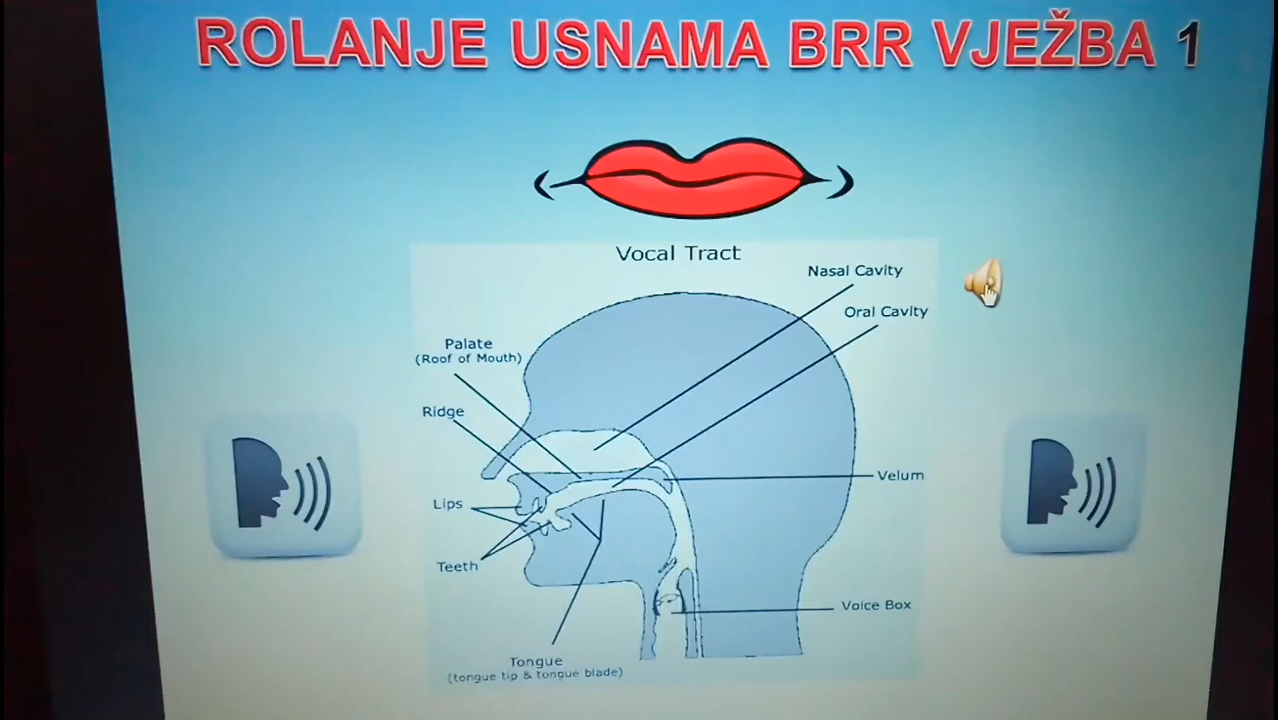 ROLANJE USNAMA BRR VJEŽBA 1
Vocal Tract
Nasal Cavity
Oral Cavity
Palate
(Roof of Mouth)
Ridge
Velum
Lips
Teeth
Voice Box
Tongue
(tongue tip & tongue blade)